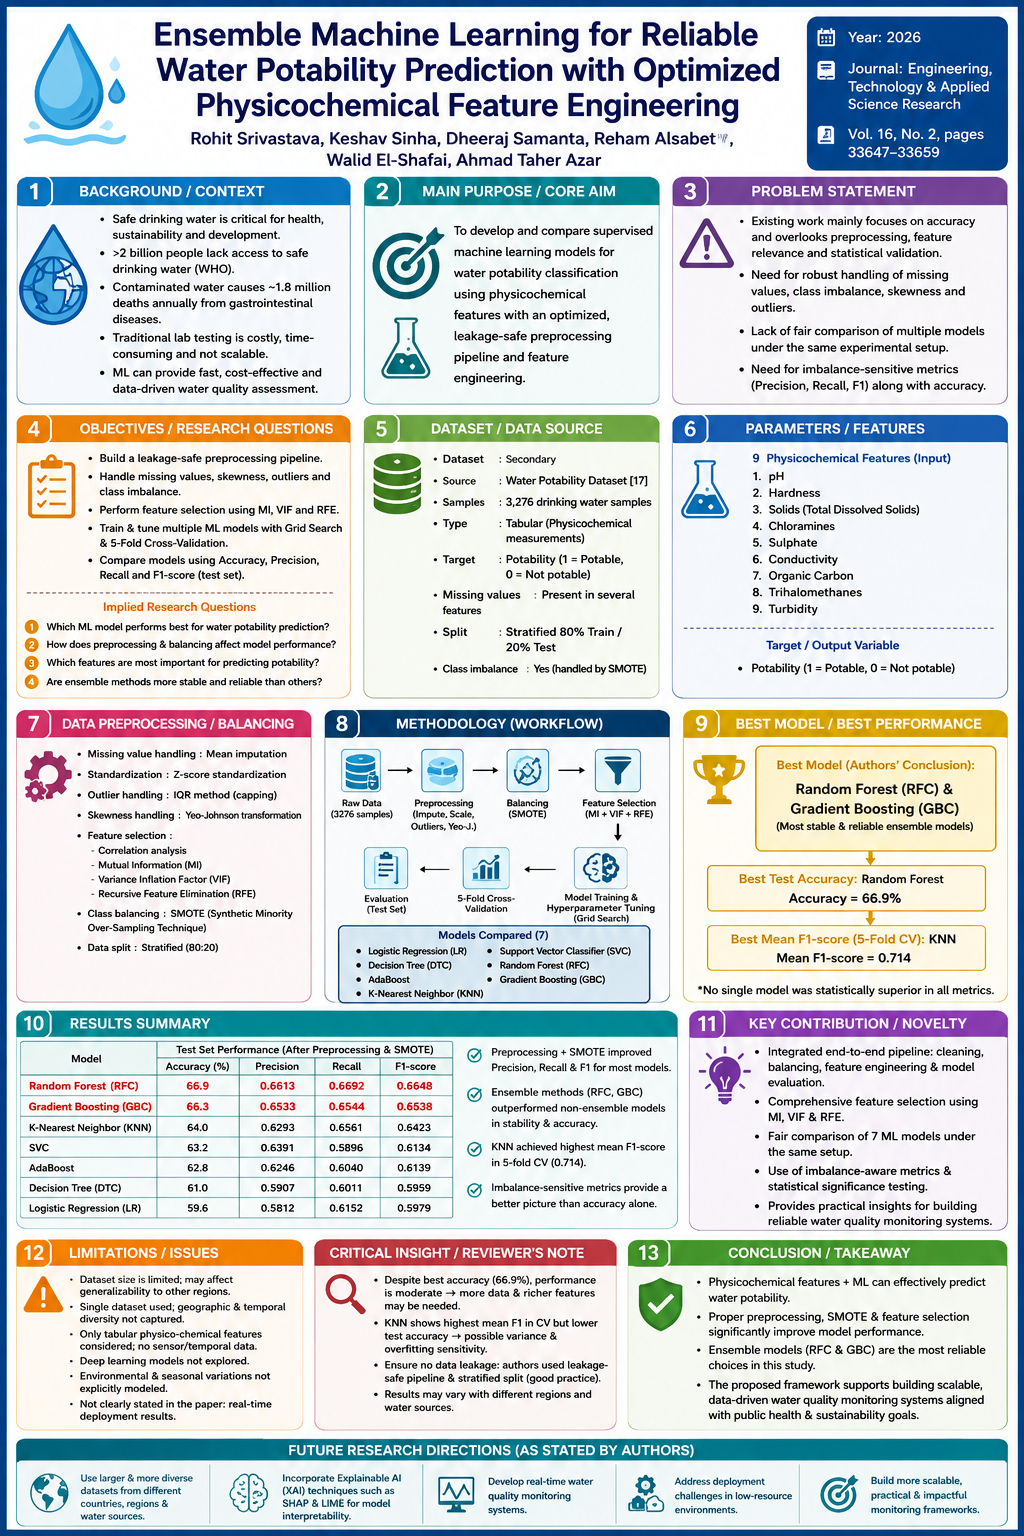 Ensemble Machine Learning for Reliable
Water Potability Prediction with Optimized
Physicochemical Feature Engineering
Rohit Srivastava, Keshav Sinha, Dheeraj Samanta, Reham Alsabet,
Walid El-Shafai, Ahmad Taher Azar
Year: 2026
Journal: Engineering,
Technology & Applied
Science Research
Vol. 16, No. 2, pages
33647–33659
1 BACKGROUND / CONTEXT
• Safe drinking water is critical for health,
sustainability and development.
• >2 billion people lack access to safe
drinking water (WHO).
• Contaminated water causes ~1.8 million
deaths annually from gastrointestinal
diseases.
• Traditional lab testing is costly, time-
consuming and not scalable.
• ML can provide fast, cost-effective and
data-driven water quality assessment.
2 MAIN PURPOSE / CORE AIM
To develop and compare supervised
machine learning models for
water potability classification
using physicochemical
features with an optimized,
leakage-safe preprocessing
pipeline and feature
engineering.
3 PROBLEM STATEMENT
• Existing work mainly focuses on accuracy
and overlooks preprocessing, feature
relevance and statistical validation.
• Need for robust handling of missing
values, class imbalance, skewness and
outliers.
• Lack of fair comparison of multiple models
under the same experimental setup.
• Need for imbalance-sensitive metrics
(Precision, Recall, F1) along with accuracy.
4 OBJECTIVES / RESEARCH QUESTIONS
• Build a leakage-safe preprocessing pipeline.
• Handle missing values, skewness, outliers and
class imbalance.
• Perform feature selection using MI, VIF and RFE.
• Train & tune multiple ML models with Grid Search
& 5-Fold Cross-Validation.
• Compare models using Accuracy, Precision,
Recall and F1-score (test set).
Implied Research Questions
1 Which ML model performs best for water potability prediction?
2 How does preprocessing & balancing affect model performance?
3 Which features are most important for predicting potability?
4 Are ensemble methods more stable and reliable than others?
5 DATASET / DATA SOURCE
• Dataset : Secondary
• Source : Water Potability Dataset [17]
• Samples : 3,276 drinking water samples
• Type : Tabular (Physicochemical
measurements)
• Target : Potability (1 = Potable,
0 = Not potable)
• Missing values : Present in several
features
• Split : Stratified 80% Train /
20% Test
• Class imbalance : Yes (handled by SMOTE)
6 PARAMETERS / FEATURES
9 Physicochemical Features (Input)
1. pH
2. Hardness
3. Solids (Total Dissolved Solids)
4. Chloramines
5. Sulphate
6. Conductivity
7. Organic Carbon
8. Trihalomethanes
9. Turbidity
Target / Output Variable
• Potability (1 = Potable, 0 = Not potable)
7 DATA PREPROCESSING / BALANCING
• Missing value handling : Mean imputation
• Standardization : Z-score standardization
• Outlier handling : IQR method (capping)
• Skewness handling : Yeo-Johnson transformation
• Feature selection :
- Correlation analysis
- Mutual Information (MI)
- Variance Inflation Factor (VIF)
- Recursive Feature Elimination (RFE)
• Class balancing : SMOTE (Synthetic Minority
Over-Sampling Technique)
• Data split : Stratified (80:20)
8 METHODOLOGY (WORKFLOW)
Raw Data
(3276 samples)
Preprocessing
(Impute, Scale,
Outliers, Yeo-J.)
Balancing
(SMOTE)
Feature Selection
(MI + VIF + RFE)
Evaluation
(Test Set)
5-Fold Cross-
Validation
Model Training &
Hyperparameter Tuning
(Grid Search)
Models Compared (7)
• Logistic Regression (LR)
• Decision Tree (DTC)
• AdaBoost
• K-Nearest Neighbor (KNN)
• Support Vector Classifier (SVC)
• Random Forest (RFC)
• Gradient Boosting (GBC)
9 BEST MODEL / BEST PERFORMANCE
Best Model (Authors' Conclusion):
Random Forest (RFC) &
Gradient Boosting (GBC)
(Most stable & reliable ensemble models)
Best Test Accuracy: Random Forest
Accuracy = 66.9%
Best Mean F1-score (5-Fold CV): KNN
Mean F1-score = 0.714
*No single model was statistically superior in all metrics.
10 RESULTS SUMMARY
Model Test Set Performance (After Preprocessing & SMOTE)
Accuracy (%) Precision Recall F1-score
Random Forest (RFC) 66.9 0.6613 0.6692 0.6648
Gradient Boosting (GBC) 66.3 0.6533 0.6544 0.6538
K-Nearest Neighbor (KNN) 64.0 0.6293 0.6561 0.6423
SVC 63.2 0.6391 0.5896 0.6134
AdaBoost 62.8 0.6246 0.6040 0.6139
Decision Tree (DTC) 61.0 0.5907 0.6011 0.5959
Logistic Regression (LR) 59.6 0.5812 0.6152 0.5979
Preprocessing + SMOTE improved
Precision, Recall & F1 for most models.
Ensemble methods (RFC, GBC)
outperformed non-ensemble models
in stability & accuracy.
KNN achieved highest mean F1-score
in 5-fold CV (0.714).
Imbalance-sensitive metrics provide a
better picture than accuracy alone.
11 KEY CONTRIBUTION / NOVELTY
• Integrated end-to-end pipeline: cleaning,
balancing, feature engineering & model
evaluation.
• Comprehensive feature selection using
MI, VIF & RFE.
• Fair comparison of 7 ML models under
the same setup.
• Use of imbalance-aware metrics &
statistical significance testing.
• Provides practical insights for building
reliable water quality monitoring systems.
12 LIMITATIONS / ISSUES
• Dataset size is limited; may affect
generalizability to other regions.
• Single dataset used; geographic & temporal
diversity not captured.
• Only tabular physico-chemical features
considered; no sensor/temporal data.
• Deep learning models not explored.
• Environmental & seasonal variations not
explicitly modeled.
• Not clearly stated in the paper: real-time
deployment results.
CRITICAL INSIGHT / REVIEWER'S NOTE
• Despite best accuracy (66.9%), performance
is moderate → more data & richer features
may be needed.
• KNN shows highest mean F1 in CV but lower
test accuracy → possible variance &
overfitting sensitivity.
• Ensure no data leakage: authors used leakage-
safe pipeline & stratified split (good practice).
• Results may vary with different regions and
water sources.
13 CONCLUSION / TAKEAWAY
• Physicochemical features + ML can effectively predict
water potability.
• Proper preprocessing, SMOTE & feature selection
significantly improve model performance.
• Ensemble models (RFC & GBC) are the most reliable
choices in this study.
• The proposed framework supports building scalable,
data-driven water quality monitoring systems aligned
with public health & sustainability goals.
FUTURE RESEARCH DIRECTIONS (AS STATED BY AUTHORS)
Use larger & more diverse
datasets from different
countries, regions &
water sources.
Incorporate Explainable AI
(XAI) techniques such as
SHAP & LIME for model
interpretability.
Develop real-time water
quality monitoring
systems.
Address deployment
challenges in low-resource
environments.
Build more scalable,
practical & impactful
monitoring frameworks.